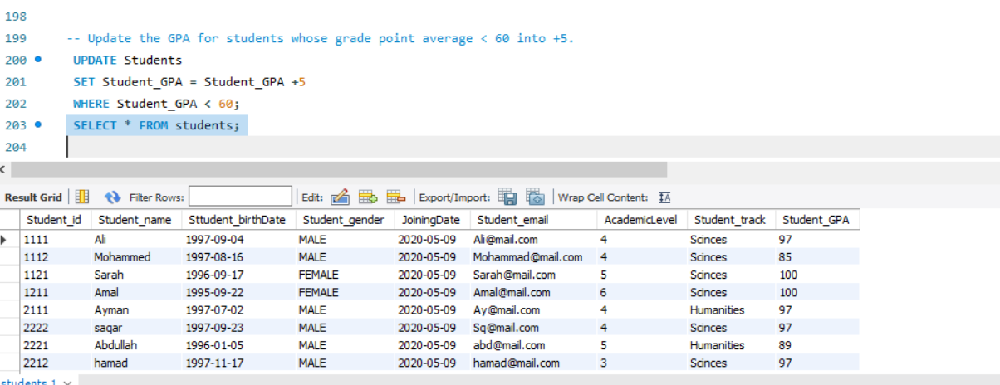 198
199 -- Update the GPA for students whose grade point average < 60 into +5.
200 UPDATE Students
201 SET Student_GPA = Student_GPA +5
202 WHERE Student_GPA < 60;
203 SELECT * FROM students;
204
Result Grid Filter Rows: Edit: Export/Import: Wrap Cell Content: IA
Student_id Student_name Sttudent_birthDate Student_gender JoiningDate Student_email AcademicLevel Student_track Student_GPA
1111 Ali 1997-09-04 MALE 2020-05-09 Ali@mail.com 4 Scinces 97
1112 Mohammed 1997-08-16 MALE 2020-05-09 Mohammad@mail.com 4 Scinces 85
1121 Sarah 1996-09-17 FEMALE 2020-05-09 Sarah@mail.com 5 Scinces 100
1211 Amal 1995-09-22 FEMALE 2020-05-09 Amal@mail.com 6 Scinces 100
2111 Ayman 1997-07-02 MALE 2020-05-09 Ay@mail.com 4 Humanities 97
2222 saqar 1997-09-23 MALE 2020-05-09 Sq@mail.com 4 Scinces 97
2221 Abdullah 1996-01-05 MALE 2020-05-09 abd@mail.com 5 Humanities 89
2212 hamad 1997-11-17 MALE 2020-05-09 hamad@mail.com 3 Scinces 97
students 1